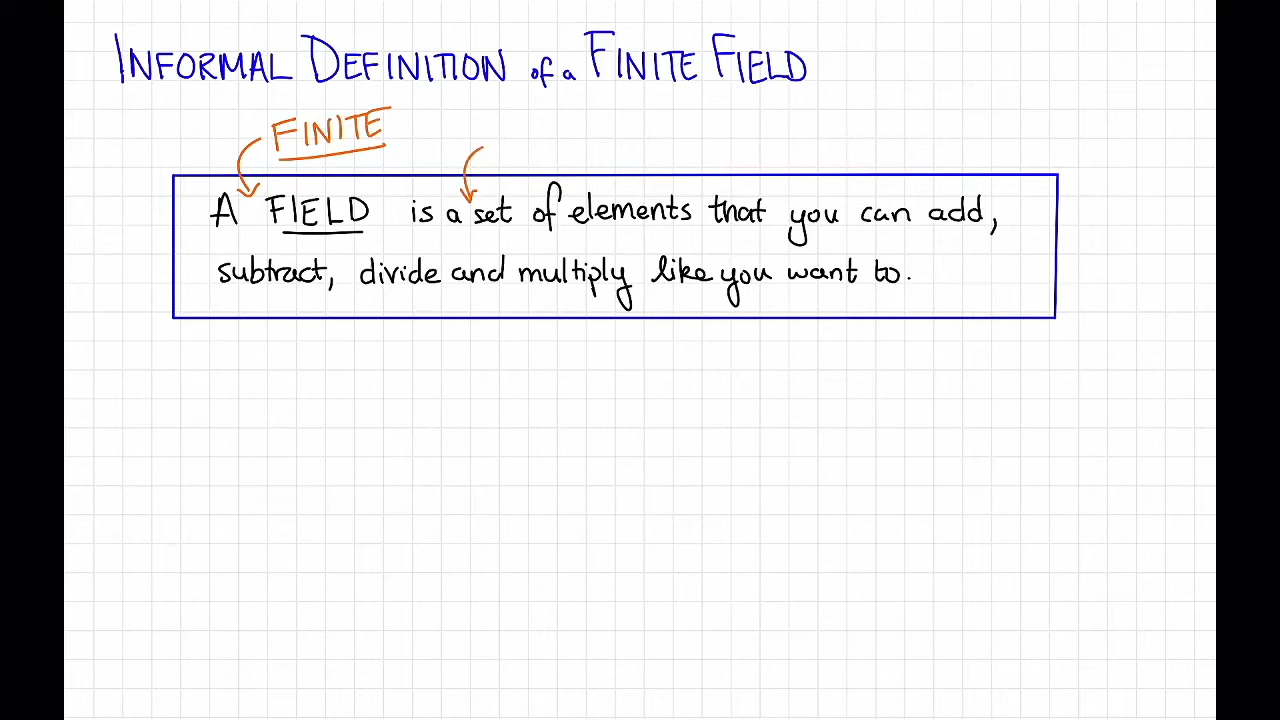 INFORMAL DEFINITION of a FINITE FIELD
FINITE
A FIELD is a set of elements that you can add,
subtract, divide and multiply like you want to.